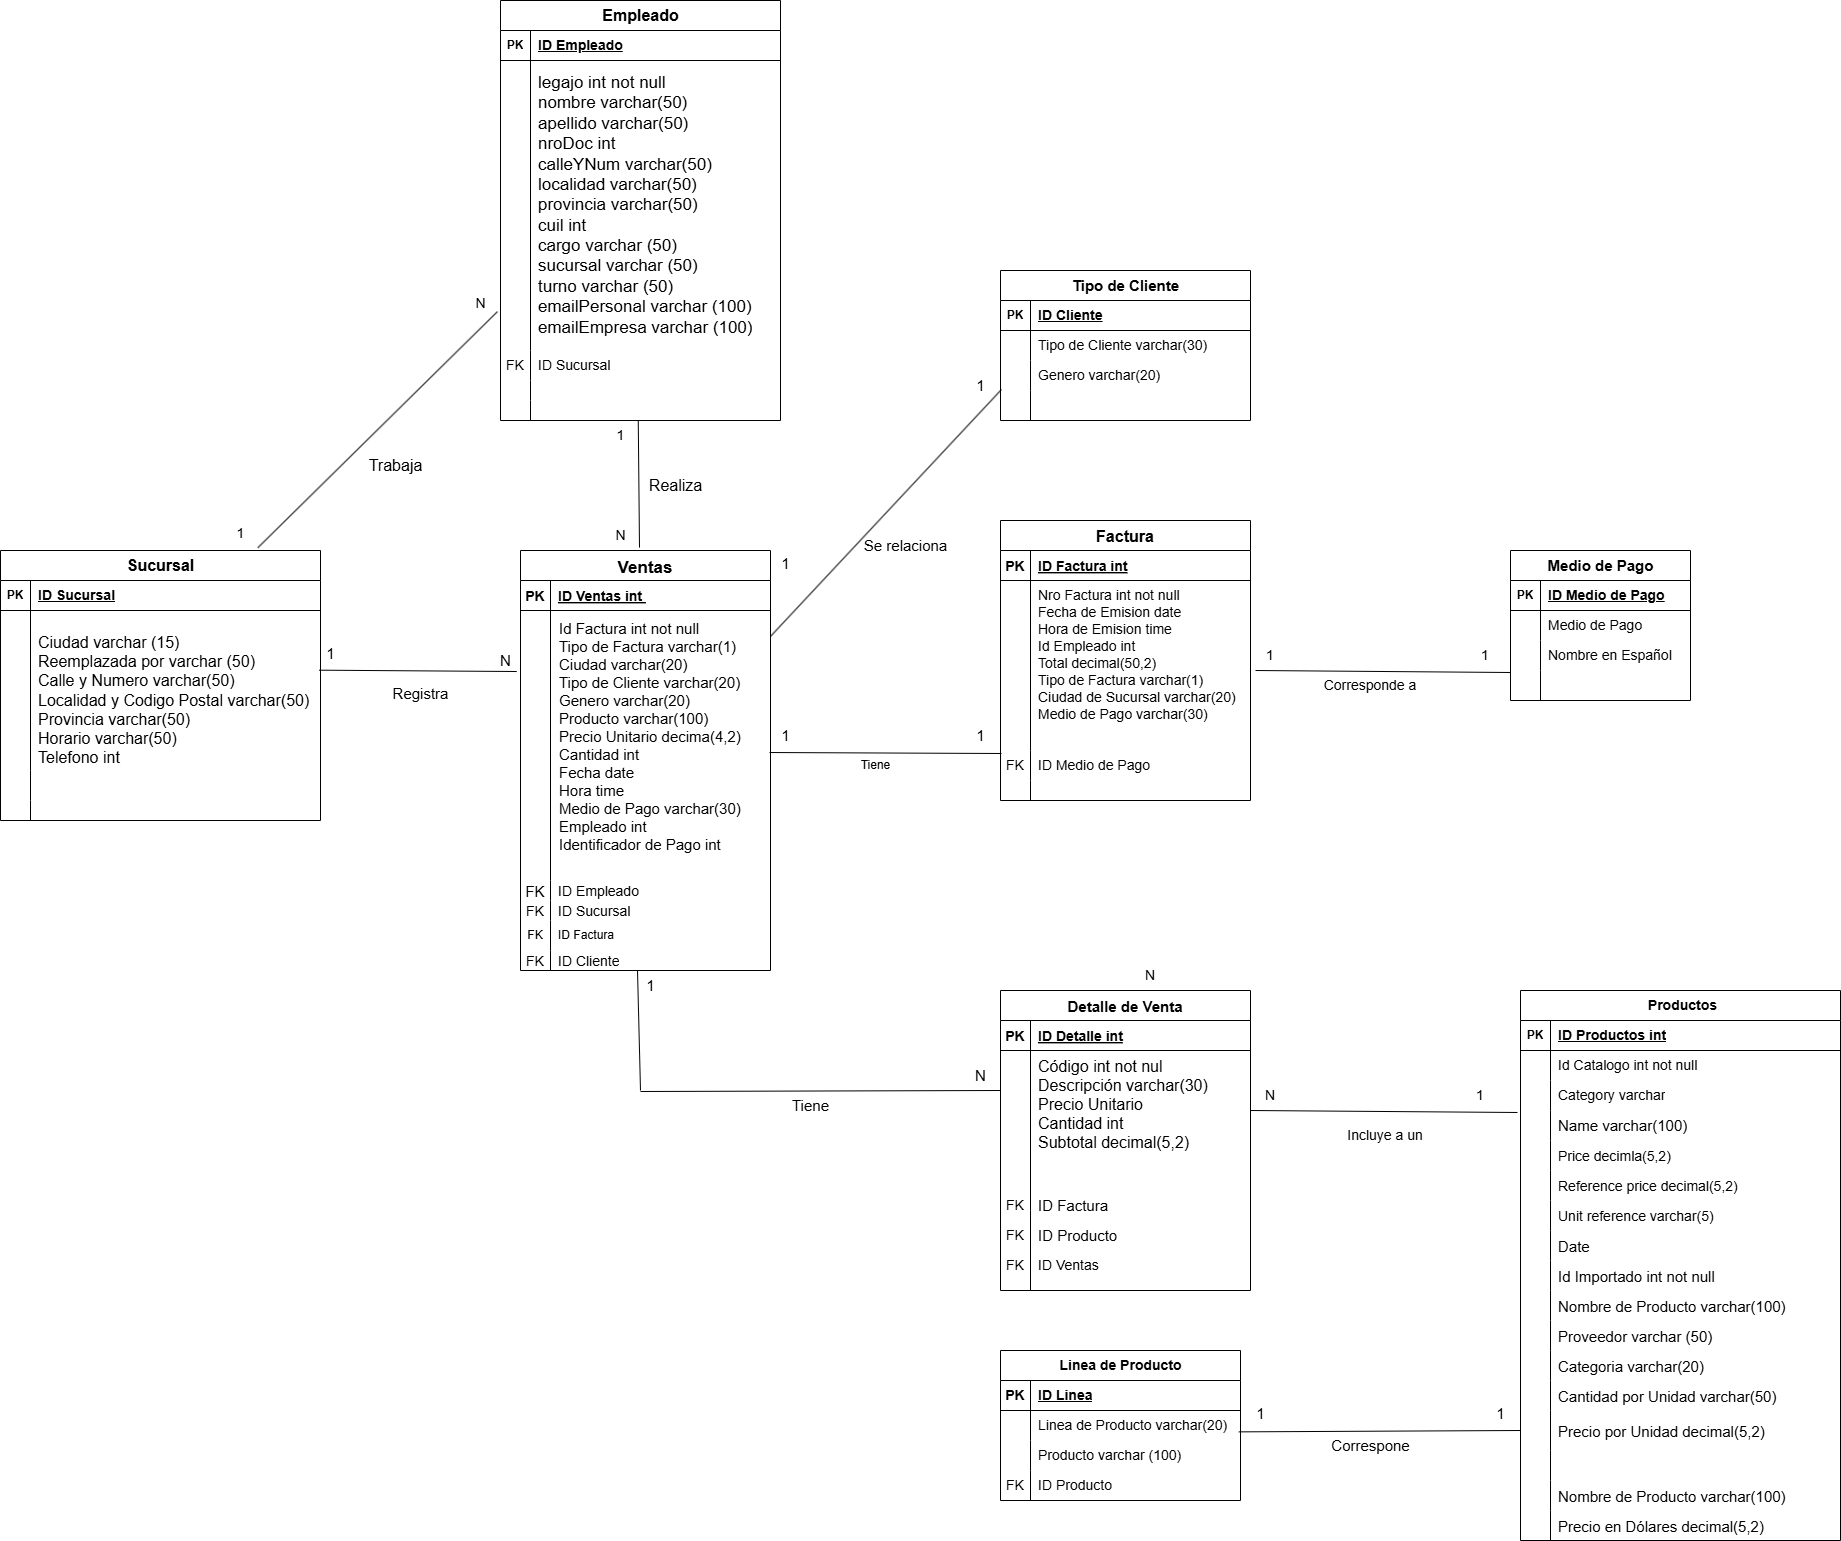 Empleado
PK ID Empleado
legajo int not null
nombre varchar(50)
apellido varchar(50)
nroDoc int
calleYNum varchar(50)
localidad varchar(50)
provincia varchar(50)
cuil int
cargo varchar (50)
sucursal varchar (50)
turno varchar (50)
emailPersonal varchar (100)
emailEmpresa varchar (100)
FK ID Sucursal
N
Trabaja
1
1
Realiza
N
Tipo de Cliente
PK ID Cliente
Tipo de Cliente varchar(30)
Genero varchar(20)
1
Se relaciona
1
Sucursal
PK ID Sucursal
Ciudad varchar (15)
Reemplazada por varchar (50)
Calle y Numero varchar(50)
Localidad y Codigo Postal varchar(50)
Provincia varchar(50)
Horario varchar(50)
Telefono int
1
N
Registra
Ventas
PK ID Ventas int
Id Factura int not null
Tipo de Factura varchar(1)
Ciudad varchar(20)
Tipo de Cliente varchar(20)
Genero varchar(20)
Producto varchar(100)
Precio Unitario decima(4,2)
Cantidad int
Fecha date
Hora time
Medio de Pago varchar(30)
Empleado int
Identificador de Pago int
FK ID Empleado
FK ID Sucursal
FK ID Factura
FK ID Cliente
1
1
Tiene
Factura
PK ID Factura int
Nro Factura int not null
Fecha de Emision date
Hora de Emision time
Id Empleado int
Total decimal(50,2)
Tipo de Factura varchar(1)
Ciudad de Sucursal varchar(20)
Medio de Pago varchar(30)
FK ID Medio de Pago
1
1
Corresponde a
Medio de Pago
PK ID Medio de Pago
Medio de Pago
Nombre en Español
1
N
Tiene
N
Detalle de Venta
PK ID Detalle int
Código int not nul
Descripción varchar(30)
Precio Unitario
Cantidad int
Subtotal decimal(5,2)
FK ID Factura
FK ID Producto
FK ID Ventas
N
1
Incluye a un
Productos
PK ID Productos int
Id Catalogo int not null
Category varchar
Name varchar(100)
Price decimla(5,2)
Reference price decimal(5,2)
Unit reference varchar(5)
Date
Id Importado int not null
Nombre de Producto varchar(100)
Proveedor varchar (50)
Categoria varchar(20)
Cantidad por Unidad varchar(50)
Precio por Unidad decimal(5,2)
Nombre de Producto varchar(100)
Precio en Dólares decimal(5,2)
Linea de Producto
PK ID Linea
Linea de Producto varchar(20)
Producto varchar (100)
FK ID Producto
1
1
Correspone